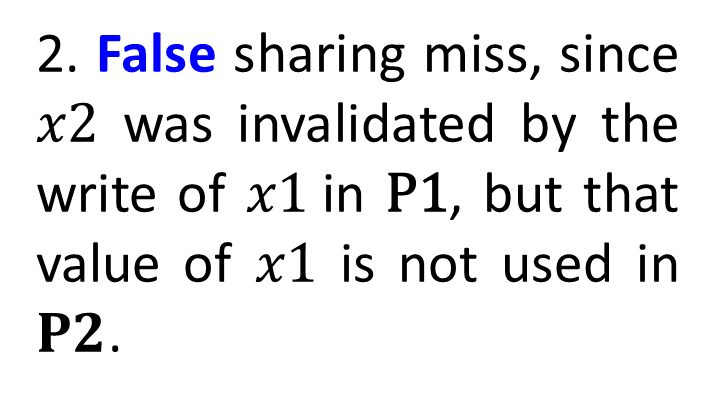 2. False sharing miss, since
x2 was invalidated by the
write of x1 in P1, but that
value of x1 is not used in
P2.